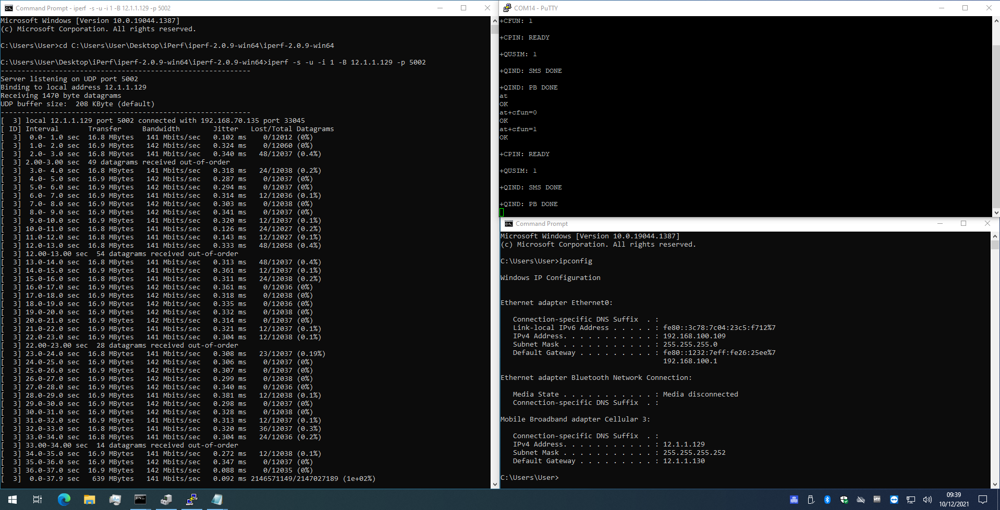 Command Prompt - iperf  -s -u -i 1 -B 12.1.1.129 -p 5002
Microsoft Windows [Version 10.0.19044.1387]
(c) Microsoft Corporation. All rights reserved.
C:\Users\User>cd C:\Users\User\Desktop\iPerf\iperf-2.0.9-win64\iperf-2.0.9-win64
C:\Users\User\Desktop\iPerf\iperf-2.0.9-win64\iperf-2.0.9-win64>iperf -s -u -i 1 -B 12.1.1.129 -p 5002
------------------------------------------------------------
Server listening on UDP port 5002
Binding to local address 12.1.1.129
Receiving 1470 byte datagrams
UDP buffer size:  208 KByte (default)
------------------------------------------------------------
[  3] local 12.1.1.129 port 5002 connected with 192.168.70.135 port 33045
[ ID] Interval       Transfer     Bandwidth        Jitter   Lost/Total Datagrams
[  3]  0.0- 1.0 sec  16.8 MBytes   141 Mbits/sec   0.102 ms    0/12012 (0%)
[  3]  1.0- 2.0 sec  16.9 MBytes   142 Mbits/sec   0.324 ms    0/12060 (0%)
[  3]  2.0- 3.0 sec  16.8 MBytes   141 Mbits/sec   0.340 ms   48/12037 (0.4%)
[  3] 2.00-3.00 sec  49 datagrams received out-of-order
[  3]  3.0- 4.0 sec  16.8 MBytes   141 Mbits/sec   0.318 ms   24/12038 (0.2%)
[  3]  4.0- 5.0 sec  16.9 MBytes   142 Mbits/sec   0.287 ms    0/12037 (0%)
[  3]  5.0- 6.0 sec  16.9 MBytes   142 Mbits/sec   0.294 ms    0/12037 (0%)
[  3]  6.0- 7.0 sec  16.9 MBytes   141 Mbits/sec   0.314 ms   12/12036 (0.1%)
[  3]  7.0- 8.0 sec  16.9 MBytes   142 Mbits/sec   0.303 ms    0/12038 (0%)
[  3]  8.0- 9.0 sec  16.9 MBytes   142 Mbits/sec   0.341 ms    0/12037 (0%)
[  3]  9.0-10.0 sec  16.9 MBytes   141 Mbits/sec   0.320 ms   12/12037 (0.1%)
[  3] 10.0-11.0 sec  16.8 MBytes   141 Mbits/sec   0.126 ms   24/12027 (0.2%)
[  3] 11.0-12.0 sec  16.8 MBytes   141 Mbits/sec   0.143 ms   12/12027 (0.1%)
[  3] 12.0-13.0 sec  16.8 MBytes   141 Mbits/sec   0.333 ms   48/12058 (0.4%)
[  3] 12.00-13.00 sec  54 datagrams received out-of-order
[  3] 13.0-14.0 sec  16.8 MBytes   141 Mbits/sec   0.313 ms   48/12037 (0.4%)
[  3] 14.0-15.0 sec  16.9 MBytes   141 Mbits/sec   0.361 ms   12/12037 (0.1%)
[  3] 15.0-16.0 sec  16.8 MBytes   141 Mbits/sec   0.311 ms   24/12038 (0.2%)
[  3] 16.0-17.0 sec  16.9 MBytes   142 Mbits/sec   0.361 ms    0/12036 (0%)
[  3] 17.0-18.0 sec  16.9 MBytes   142 Mbits/sec   0.318 ms    0/12038 (0%)
[  3] 18.0-19.0 sec  16.9 MBytes   142 Mbits/sec   0.335 ms    0/12036 (0%)
[  3] 19.0-20.0 sec  16.9 MBytes   142 Mbits/sec   0.332 ms    0/12038 (0%)
[  3] 20.0-21.0 sec  16.9 MBytes   142 Mbits/sec   0.314 ms    0/12037 (0%)
[  3] 21.0-22.0 sec  16.9 MBytes   141 Mbits/sec   0.321 ms   12/12037 (0.1%)
[  3] 22.0-23.0 sec  16.9 MBytes   141 Mbits/sec   0.304 ms   12/12038 (0.1%)
[  3] 22.00-23.00 sec  28 datagrams received out-of-order
[  3] 23.0-24.0 sec  16.8 MBytes   141 Mbits/sec   0.308 ms   23/12037 (0.19%)
[  3] 24.0-25.0 sec  16.9 MBytes   142 Mbits/sec   0.306 ms    0/12037 (0%)
[  3] 25.0-26.0 sec  16.9 MBytes   142 Mbits/sec   0.307 ms    0/12037 (0%)
[  3] 26.0-27.0 sec  16.9 MBytes   142 Mbits/sec   0.299 ms    0/12038 (0%)
[  3] 27.0-28.0 sec  16.9 MBytes   142 Mbits/sec   0.340 ms    0/12036 (0%)
[  3] 28.0-29.0 sec  16.9 MBytes   141 Mbits/sec   0.381 ms   12/12038 (0.1%)
[  3] 29.0-30.0 sec  16.9 MBytes   142 Mbits/sec   0.298 ms    0/12037 (0%)
[  3] 30.0-31.0 sec  16.9 MBytes   142 Mbits/sec   0.328 ms    0/12038 (0%)
[  3] 31.0-32.0 sec  16.9 MBytes   141 Mbits/sec   0.313 ms   12/12037 (0.1%)
[  3] 32.0-33.0 sec  16.8 MBytes   141 Mbits/sec   0.320 ms   36/12037 (0.3%)
[  3] 33.0-34.0 sec  16.8 MBytes   141 Mbits/sec   0.304 ms   24/12036 (0.2%)
[  3] 33.00-34.00 sec  14 datagrams received out-of-order
[  3] 34.0-35.0 sec  16.9 MBytes   141 Mbits/sec   0.272 ms   12/12038 (0.1%)
[  3] 35.0-36.0 sec  16.9 MBytes   142 Mbits/sec   0.347 ms    0/12037 (0%)
[  3] 36.0-37.0 sec  16.9 MBytes   142 Mbits/sec   0.088 ms    0/12035 (0%)
[  3]  0.0-37.9 sec   639 MBytes   141 Mbits/sec   0.092 ms 2146571149/2147027189 (1e+02%)
COM14 - PuTTY
+CFUN: 1
+CPIN: READY
+QUSIM: 1
+QIND: SMS DONE
+QIND: PB DONE
at
OK
at+cfun=0
OK
at+cfun=1
OK
+CPIN: READY
+QUSIM: 1
+QIND: SMS DONE
+QIND: PB DONE
Command Prompt
Microsoft Windows [Version 10.0.19044.1387]
(c) Microsoft Corporation. All rights reserved.
C:\Users\User>ipconfig
Windows IP Configuration
Ethernet adapter Ethernet0:
Connection-specific DNS Suffix  . :
Link-local IPv6 Address . . . . . : fe80::3c78:7c04:23c5:f712%7
IPv4 Address. . . . . . . . . . . : 192.168.100.109
Subnet Mask . . . . . . . . . . . : 255.255.255.0
Default Gateway . . . . . . . . . : fe80::1232:7eff:fe26:25ee%7
192.168.100.1
Ethernet adapter Bluetooth Network Connection:
Media State . . . . . . . . . . . : Media disconnected
Connection-specific DNS Suffix  . :
Mobile Broadband adapter Cellular 3:
Connection-specific DNS Suffix  . :
IPv4 Address. . . . . . . . . . . : 12.1.1.129
Subnet Mask . . . . . . . . . . . : 255.255.255.252
Default Gateway . . . . . . . . . : 12.1.1.130
C:\Users\User>
09:39
10/12/2021